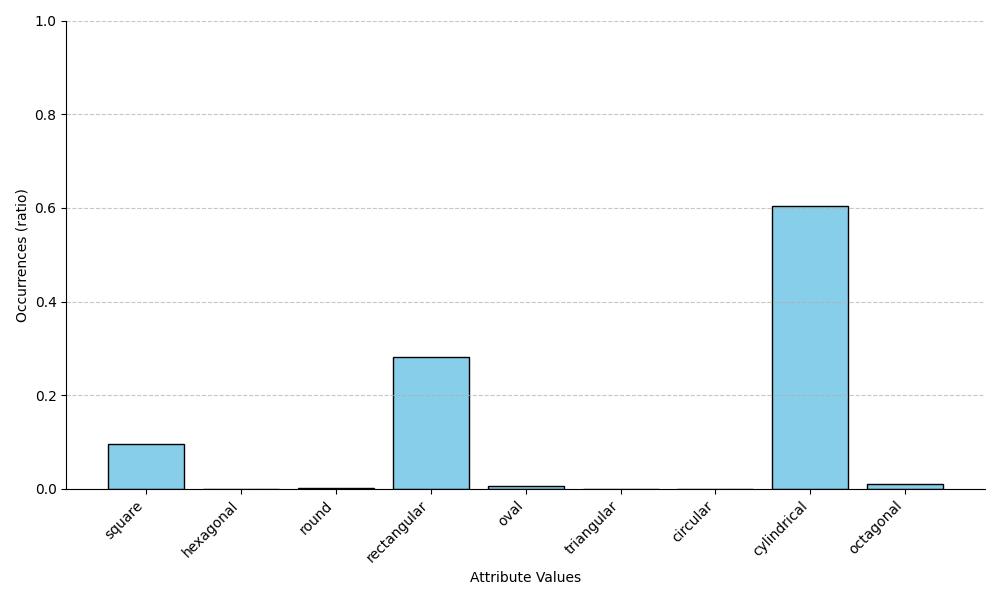 1.0
0.8
0.6
0.4
0.2
0.0
Occurrences (ratio)
square
hexagonal
round
rectangular
oval
triangular
circular
cylindrical
octagonal
Attribute Values